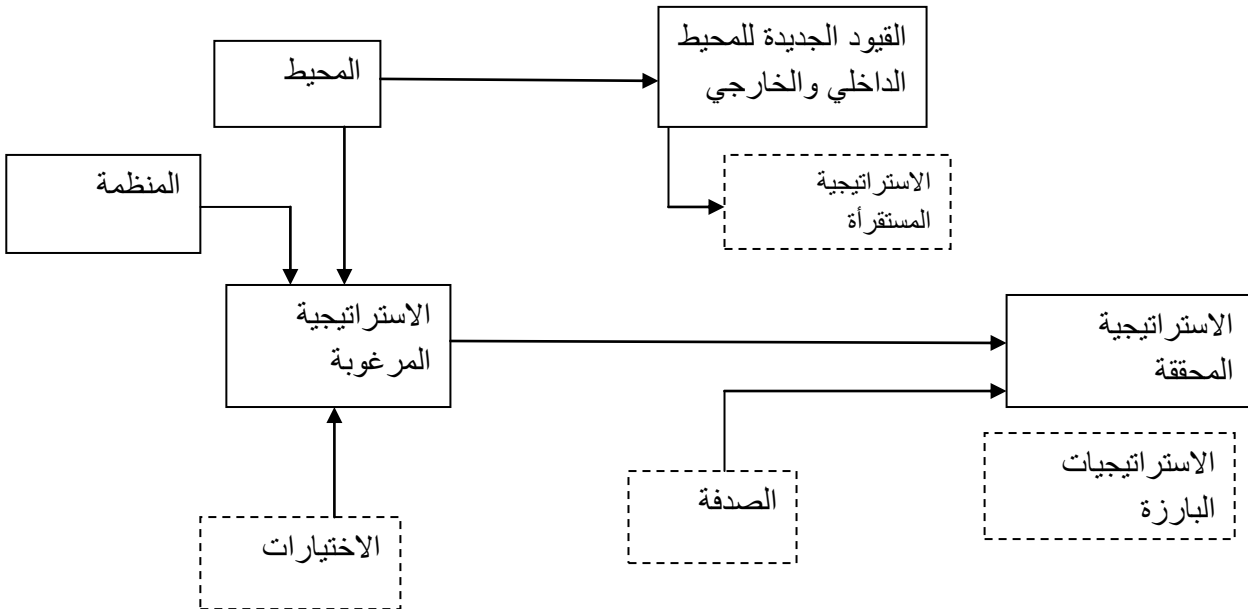 القيود الجديدة للمحيط
الداخلي والخارجي
المحيط
الاستراتيجية
المستقرأة
المنظمة
الاستراتيجية
المرغوبة
الاستراتيجية
المحققة
الاستراتيجيات
البارزة
الصدفة
الاختيارات